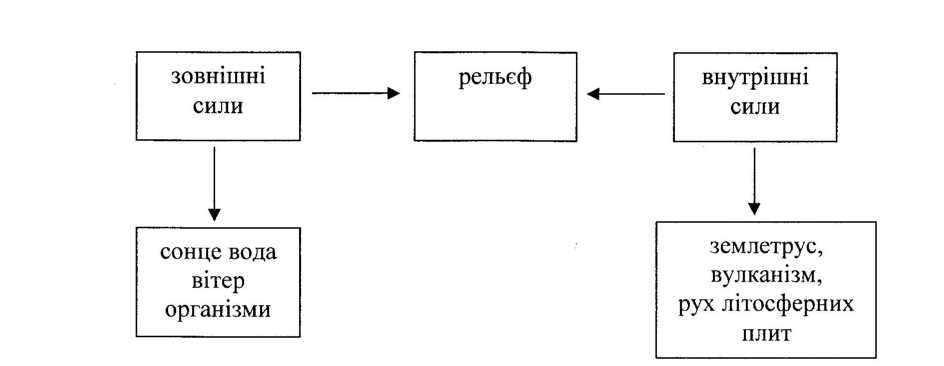 зовнішні
сили
рельєф
внутрішні
сили
сонце вода
вітер
організми
землетрус,
вулканізм,
рух літосферних
плит